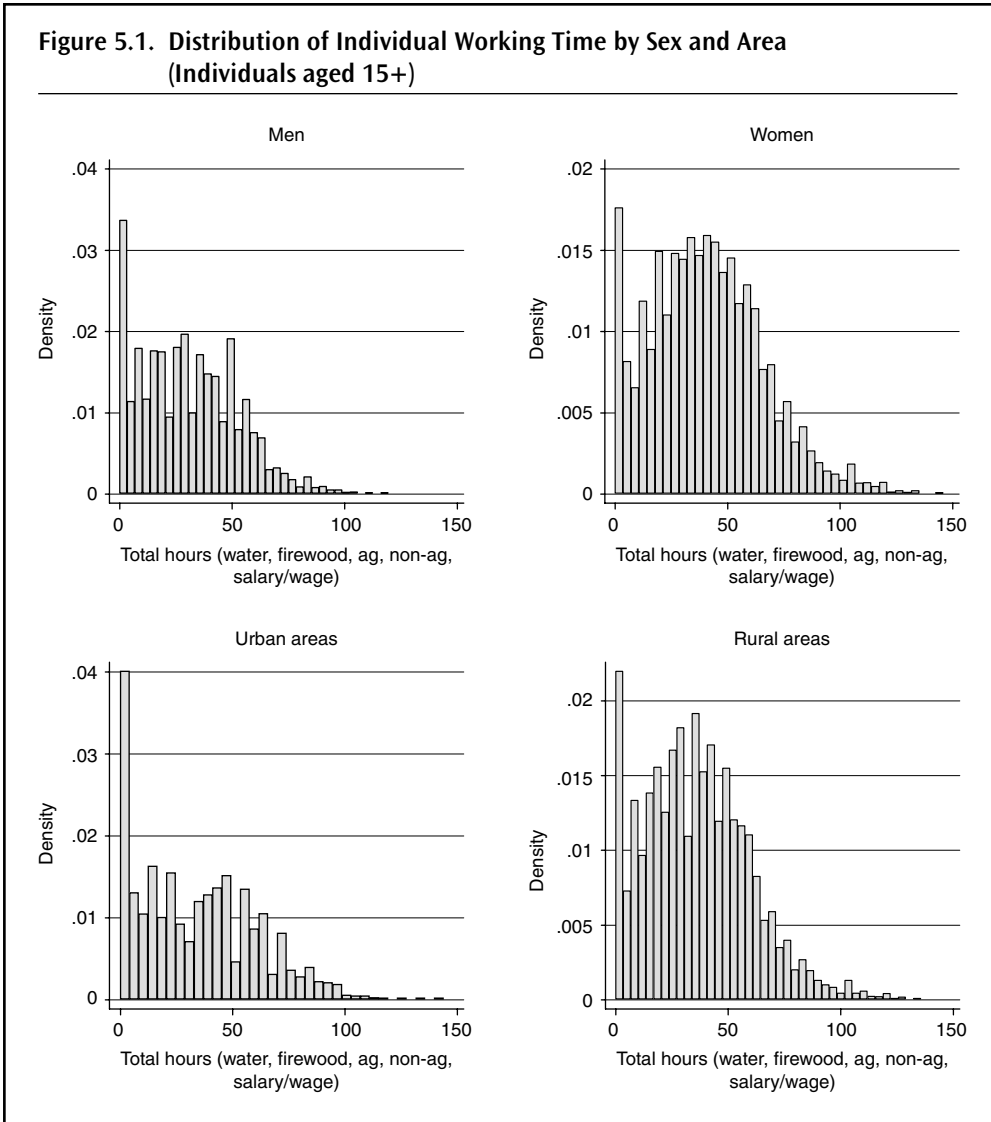 Figure 5.1. Distribution of Individual Working Time by Sex and Area
(Individuals aged 15+)
Men
.04
.03
.02
.01
0
Density
0 50 100 150
Total hours (water, firewood, ag, non-ag,
salary/wage)
Women
.02
.015
.01
.005
0
Density
0 50 100 150
Total hours (water, firewood, ag, non-ag,
salary/wage)
Urban areas
.04
.03
.02
.01
0
Density
0 50 100 150
Total hours (water, firewood, ag, non-ag,
salary/wage)
Rural areas
.02
.015
.01
.005
0
Density
0 50 100 150
Total hours (water, firewood, ag, non-ag,
salary/wage)